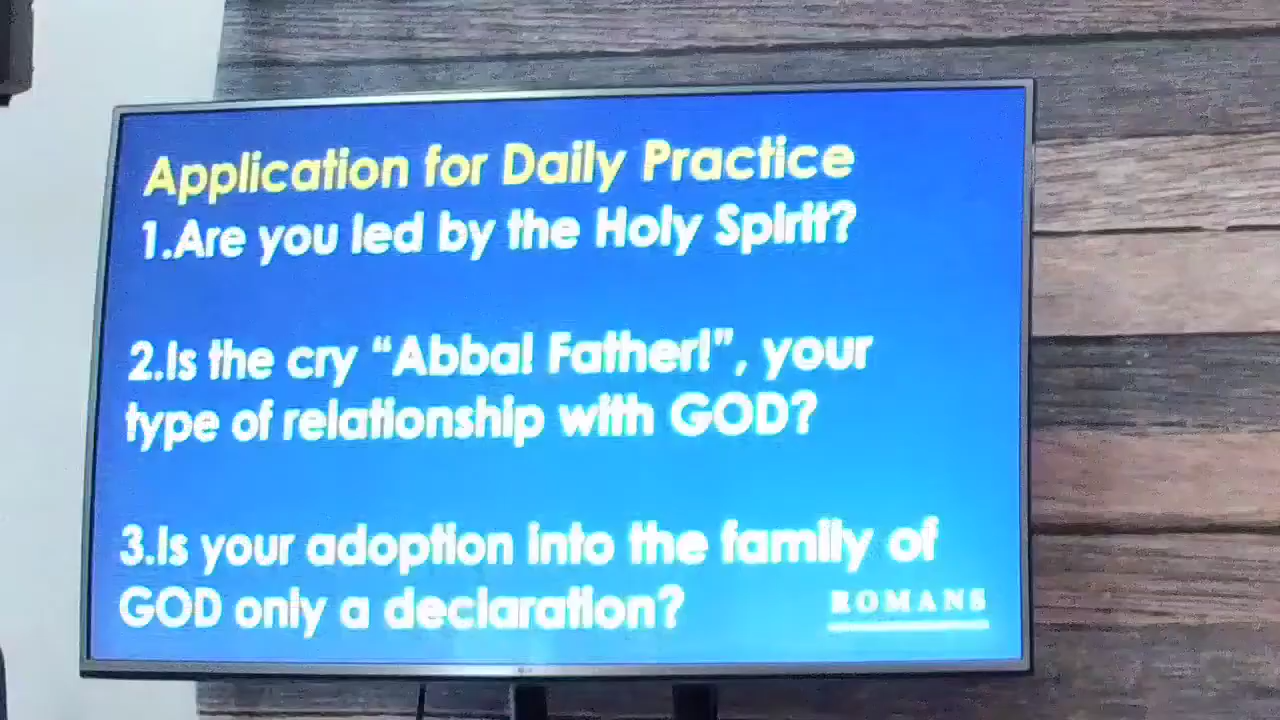 Application for Daily Practice
1.Are you led by the Holy Spirit?
2.Is the cry “Abba! Father!”, your
type of relationship with GOD?
3.Is your adoption into the family of
GOD only a declaration?
ROMANS